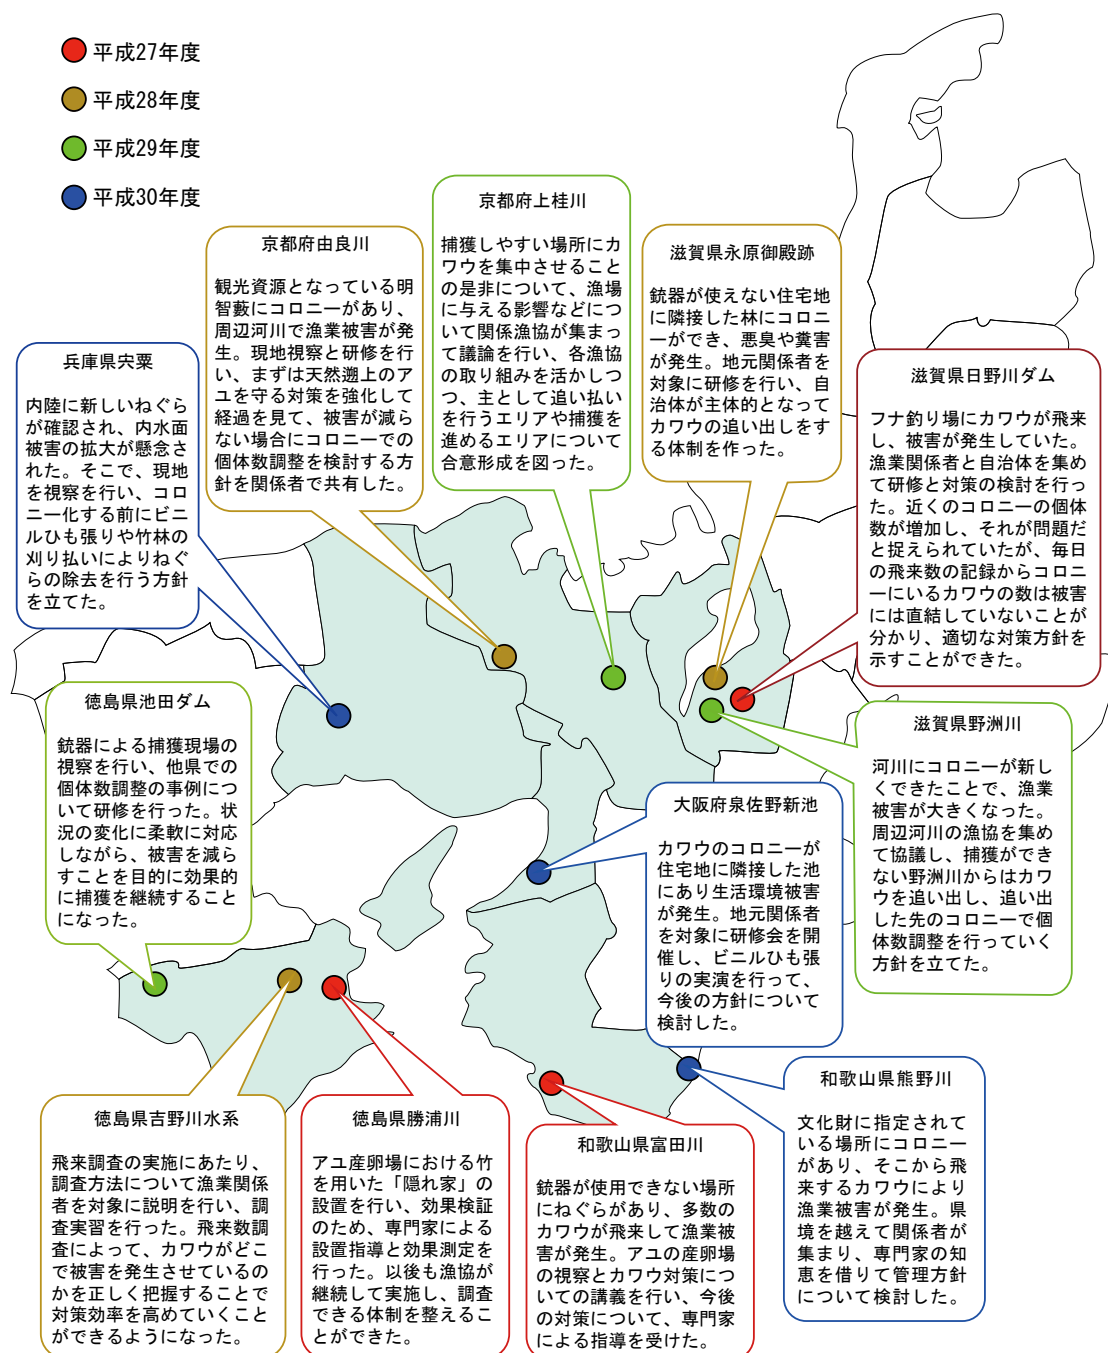 平成27年度
平成28年度
平成29年度
平成30年度
京都府由良川
観光資源となっている明
智藪にコロニーがあり、
周辺河川で漁業被害が発
生。現地視察と研修を行
い、まずは天然遡上のア
ユを守る対策を強化して
経過を見て、被害が減ら
ない場合にコロニーでの
個体数調整を検討する方
針を関係者で共有した。
京都府上桂川
捕獲しやすい場所にカ
ワウを集中させること
の是非について、漁場
に与える影響などにつ
いて関係漁協が集まっ
て議論を行い、各漁協
の取り組みを活かしつ
つ、主として追い払い
を行うエリアや捕獲を
進めるエリアについて
合意形成を図った。
滋賀県永原御殿跡
銃器が使えない住宅地
に隣接した林にコロニ
ーができ、悪臭や糞害
が発生。地元関係者を
対象に研修を行い、自
治体が主体的となって
カワウの追い出しをす
る体制を作った。
兵庫県宍粟
内陸に新しいねぐら
が確認され、内水面
被害の拡大が懸念さ
れた。そこで、現地
を視察を行い、コロ
ニー化する前にビニ
ルひも張りや竹林の
刈り払いによりねぐ
らの除去を行う方針
を立てた。
滋賀県日野川ダム
フナ釣り場にカワウが飛来
し、被害が発生していた。
漁業関係者と自治体を集め
て研修と対策の検討を行っ
た。近くのコロニーの個体
数が増加し、それが問題だ
と捉えられていたが、毎日
の飛来数の記録からコロニ
ーにいるカワウの数は被害
には直結していないことが
分かり、適切な対策方針を
示すことができた。
徳島県池田ダム
銃器による捕獲現場の
視察を行い、他県での
個体数調整の事例につ
いて研修を行った。状
況の変化に柔軟に対応
しながら、被害を減ら
すことを目的に効果的
に捕獲を継続すること
になった。
滋賀県野洲川
河川にコロニーが新し
くできたことで、漁業
被害が大きくなった。
周辺河川の漁協を集め
て協議し、捕獲ができ
ない野洲川からはカワ
ウを追い出し、追い出
した先のコロニーで個
体数調整を行っていく
方針を立てた。
大阪府泉佐野新池
カワウのコロニーが
住宅地に隣接した池
にあり生活環境被害
が発生。地元関係者
を対象に研修会を開
催し、ビニルひも張
りの実演を行って、
今後の方針について
検討した。
徳島県吉野川水系
飛来調査の実施にあたり、
調査方法について漁業関係
者を対象に説明を行い、調
査実習を行った。飛来数調
査によって、カワウがどこ
で被害を発生させているの
かを正しく把握することで
対策効率を高めていくこと
ができるようになった。
徳島県勝浦川
アユ産卵場における竹
を用いた「隠れ家」の
設置を行い、効果検証
のため、専門家による
設置指導と効果測定を
行った。以後も漁協が
継続して実施し、調査
できる体制を整えるこ
とができた。
和歌山県富田川
銃器が使用できない場所
にねぐらがあり、多数の
カワウが飛来して漁業被
害が発生。アユの産卵場
の視察とカワウ対策につ
いての講義を行い、今後
の対策について、専門家
による指導を受けた。
和歌山県熊野川
文化財に指定されて
いる場所にコロニー
があり、そこから飛
来するカワウにより
漁業被害が発生。県
境を越えて関係者が
集まり、専門家の知
恵を借りて管理方針
について検討した。